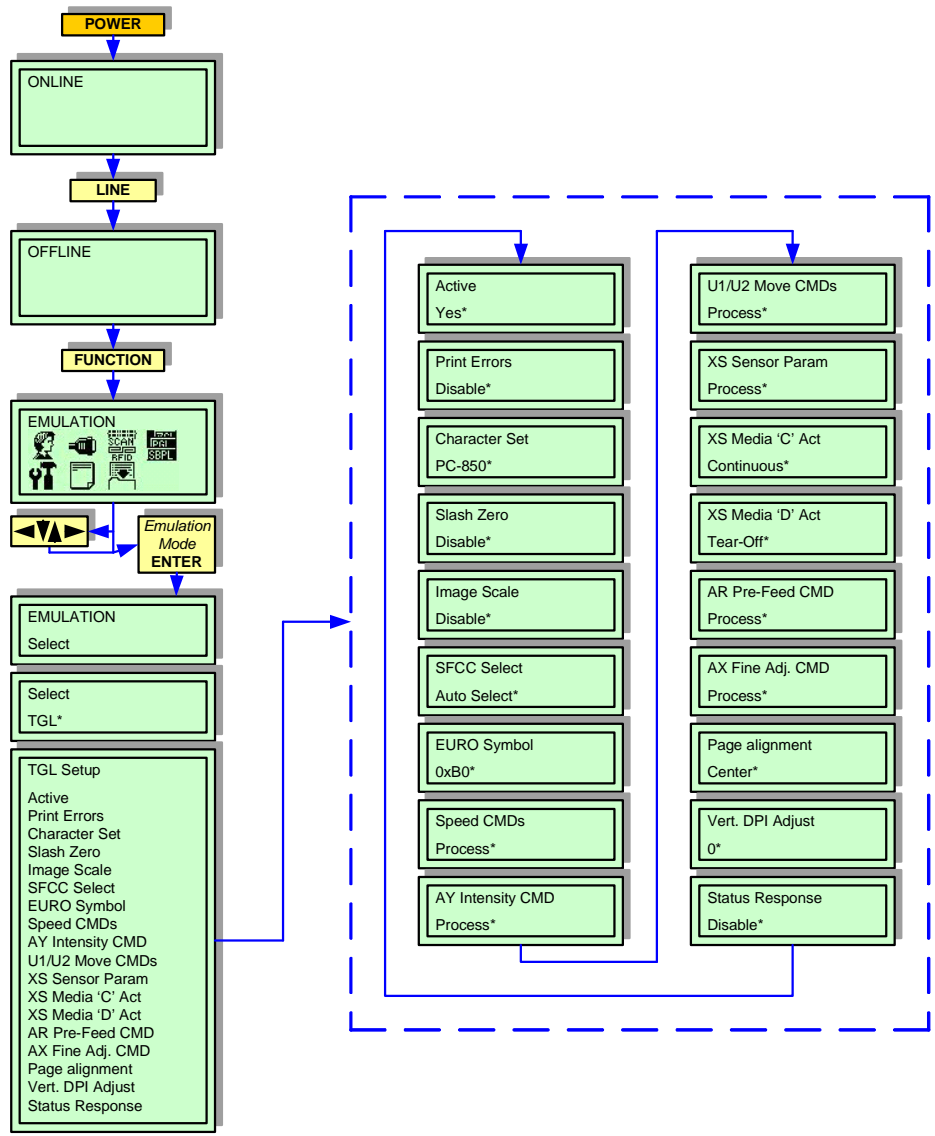 POWER
ONLINE
LINE
OFFLINE
FUNCTION
EMULATION
SCAN
RFID
PGL
SBPL
Emulation
Mode
ENTER
EMULATION
Select
Select
TGL*
TGL Setup
Active
Print Errors
Character Set
Slash Zero
Image Scale
SFCC Select
EURO Symbol
Speed CMDs
AY Intensity CMD
U1/U2 Move CMDs
XS Sensor Param
XS Media ‘C’ Act
XS Media ‘D’ Act
AR Pre-Feed CMD
AX Fine Adj. CMD
Page alignment
Vert. DPI Adjust
Status Response
Active
Yes*
Print Errors
Disable*
Character Set
PC-850*
Slash Zero
Disable*
Image Scale
Disable*
SFCC Select
Auto Select*
EURO Symbol
0xB0*
Speed CMDs
Process*
AY Intensity CMD
Process*
U1/U2 Move CMDs
Process*
XS Sensor Param
Process*
XS Media ‘C’ Act
Continuous*
XS Media ‘D’ Act
Tear-Off*
AR Pre-Feed CMD
Process*
AX Fine Adj. CMD
Process*
Page alignment
Center*
Vert. DPI Adjust
0*
Status Response
Disable*